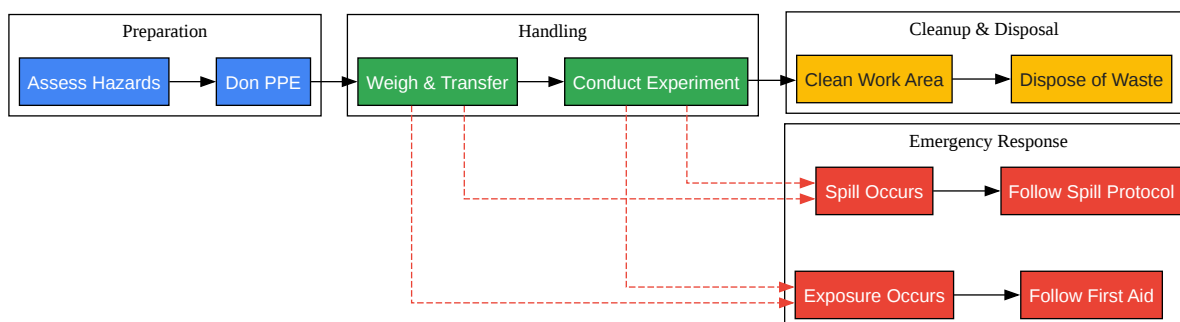 Preparation
Assess Hazards
Don PPE
Handling
Weigh & Transfer
Conduct Experiment
Cleanup & Disposal
Clean Work Area
Dispose of Waste
Emergency Response
Spill Occurs
Follow Spill Protocol
Exposure Occurs
Follow First Aid